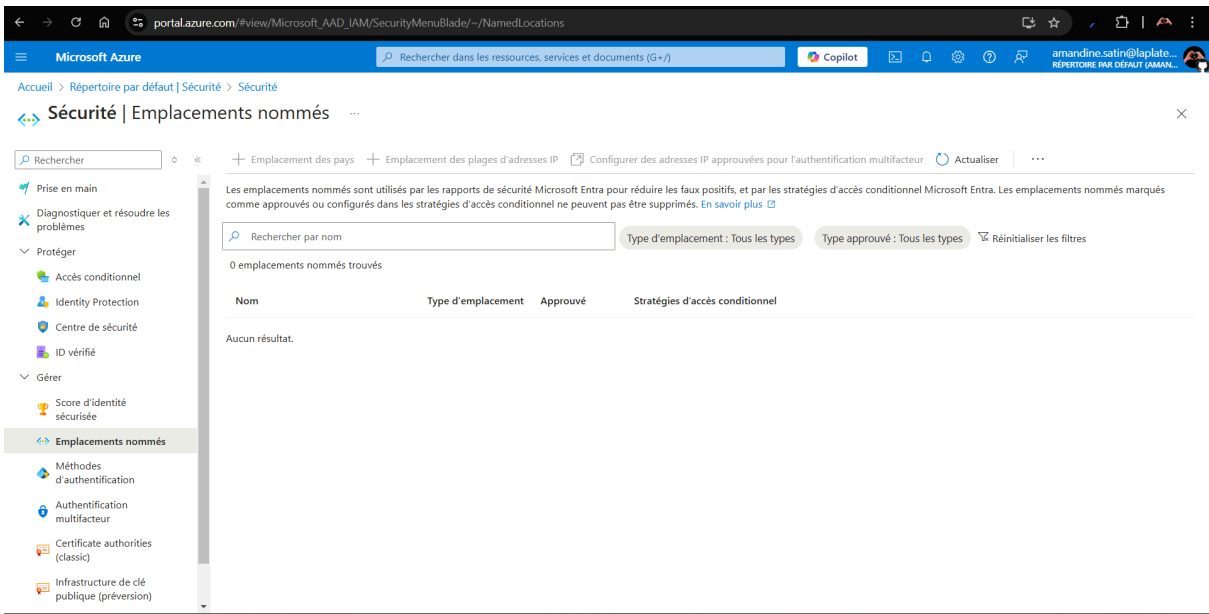 portal.azure.com/#view/Microsoft_AAD_IAM/SecurityMenuBlade/~/NamedLocations
Microsoft Azure
Rechercher dans les ressources, services et documents (G+/)
Copilot
amandine.satin@laplate...
RÉPERTOIRE PAR DÉFAUT (AMAN...
Accueil > Répertoire par défaut | Sécurité > Sécurité
Sécurité | Emplacements nommés ...
Rechercher
Emplacement des pays
Emplacement des plages d'adresses IP
Configurer des adresses IP approuvées pour l'authentification multifacteur
Actualiser
...
Prise en main
Diagnostiquer et résoudre les
problèmes
Protéger
Accès conditionnel
Identity Protection
Centre de sécurité
ID vérifié
Gérer
Score d'identité
sécurisée
Emplacements nommés
Méthodes
d'authentification
Authentification
multifacteur
Certificate authorities
(classic)
Infrastructure de clé
publique (préversion)
Les emplacements nommés sont utilisés par les rapports de sécurité Microsoft Entra pour réduire les faux positifs, et par les stratégies d'accès conditionnel Microsoft Entra. Les emplacements nommés marqués
comme approuvés ou configurés dans les stratégies d'accès conditionnel ne peuvent pas être supprimés. En savoir plus
Rechercher par nom
Type d'emplacement : Tous les types
Type approuvé : Tous les types
Réinitialiser les filtres
0 emplacements nommés trouvés
Nom
Type d'emplacement
Approuvé
Stratégies d'accès conditionnel
Aucun résultat.